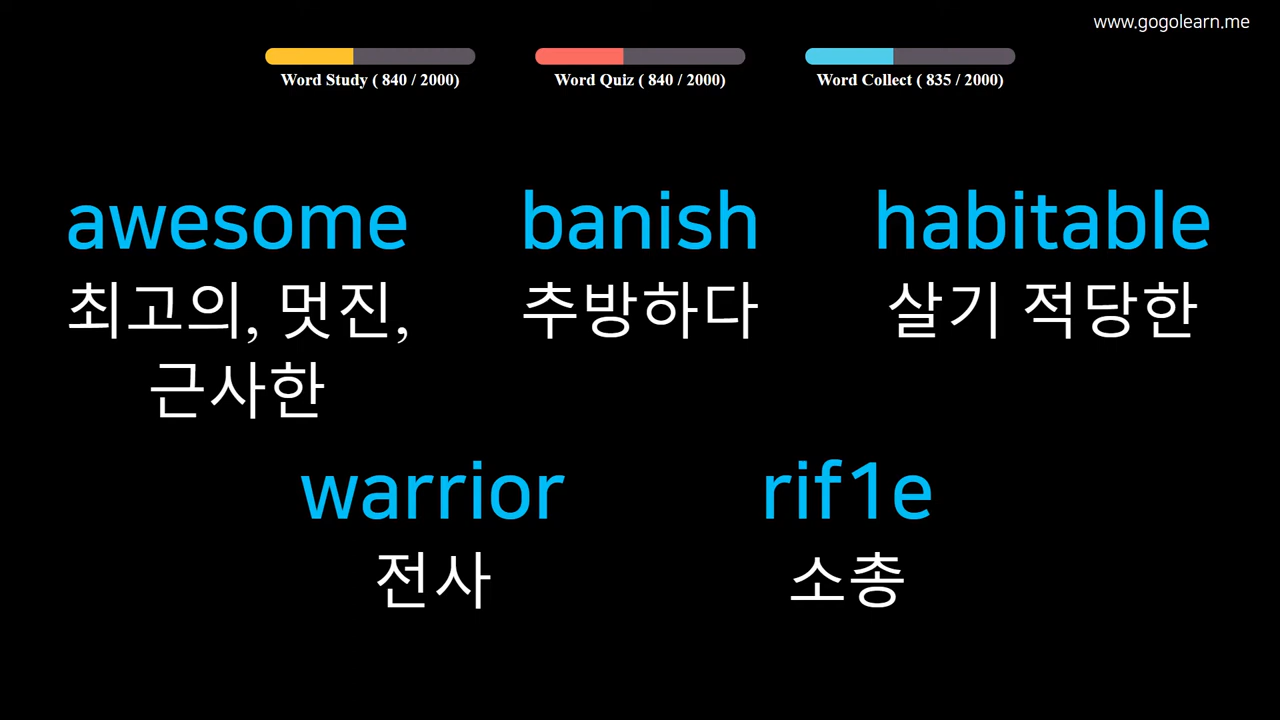 www.gogolearn.me
Word Study ( 840 / 2000)
Word Quiz ( 840 / 2000)
Word Collect ( 835 / 2000)
awesome
최고의, 멋진,
근사한
banish
추방하다
habitable
살기 적당한
warrior
전사
rif1e
소총